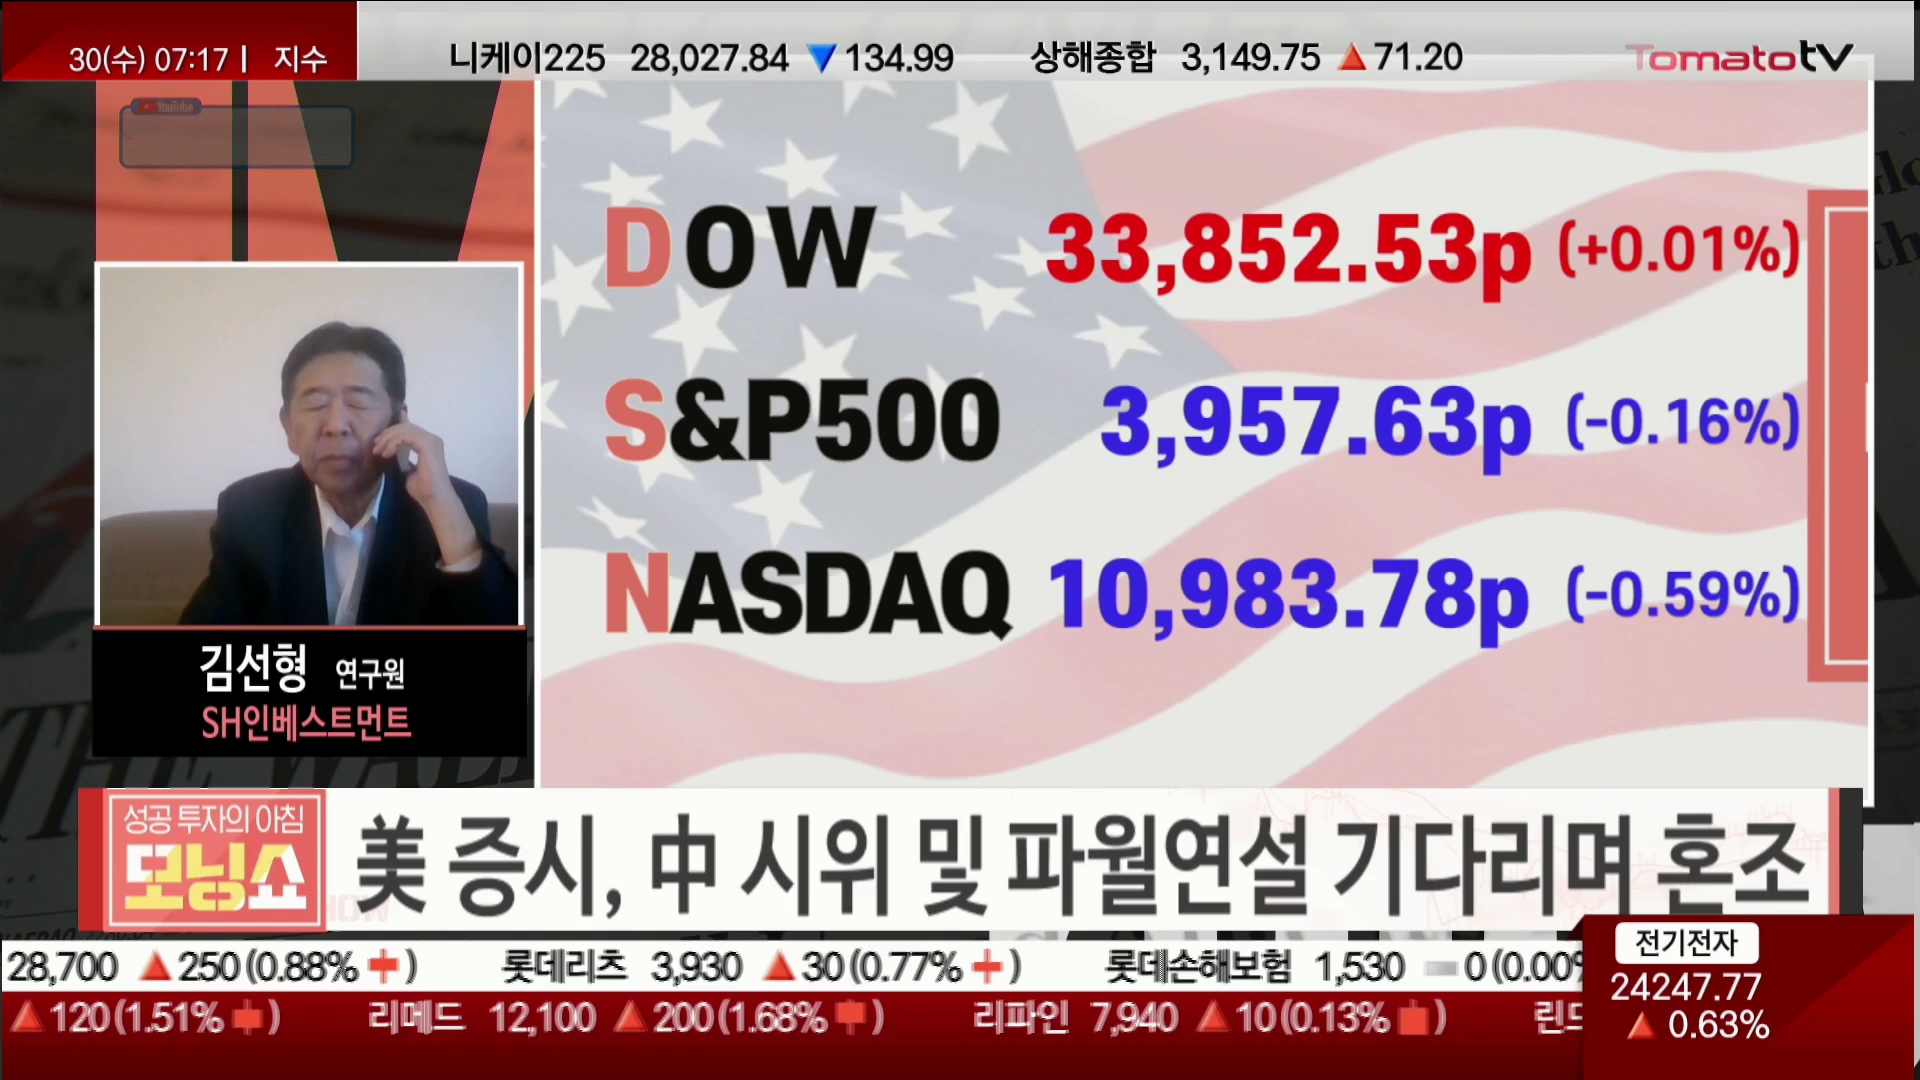 30(수) 07:17 | 지수
니케이225 28,027.84 ▼ 134.99 상해종합 3,149.75 ▲ 71.20
Tomatotv
YouTube
DOW 33,852.53p (+0.01%)
S&P500 3,957.63p (-0.16%)
NASDAQ 10,983.78p (-0.59%)
김선형 연구원
SH인베스트먼트
성공 투자의 아침
모닝쇼
美 증시, 中 시위 및 파월연설 기다리며 혼조
28,700 ▲ 250 (0.88% ) 롯데리츠 3,930 ▲ 30 (0.77% ) 롯데손해보험 1,530 0 (0.00%
▲ 120 (1.51% ) 리메드 12,100 ▲ 200 (1.68% ) 리파인 7,940 ▲ 10 (0.13% )
전기전자
24247.77
▲ 0.63%